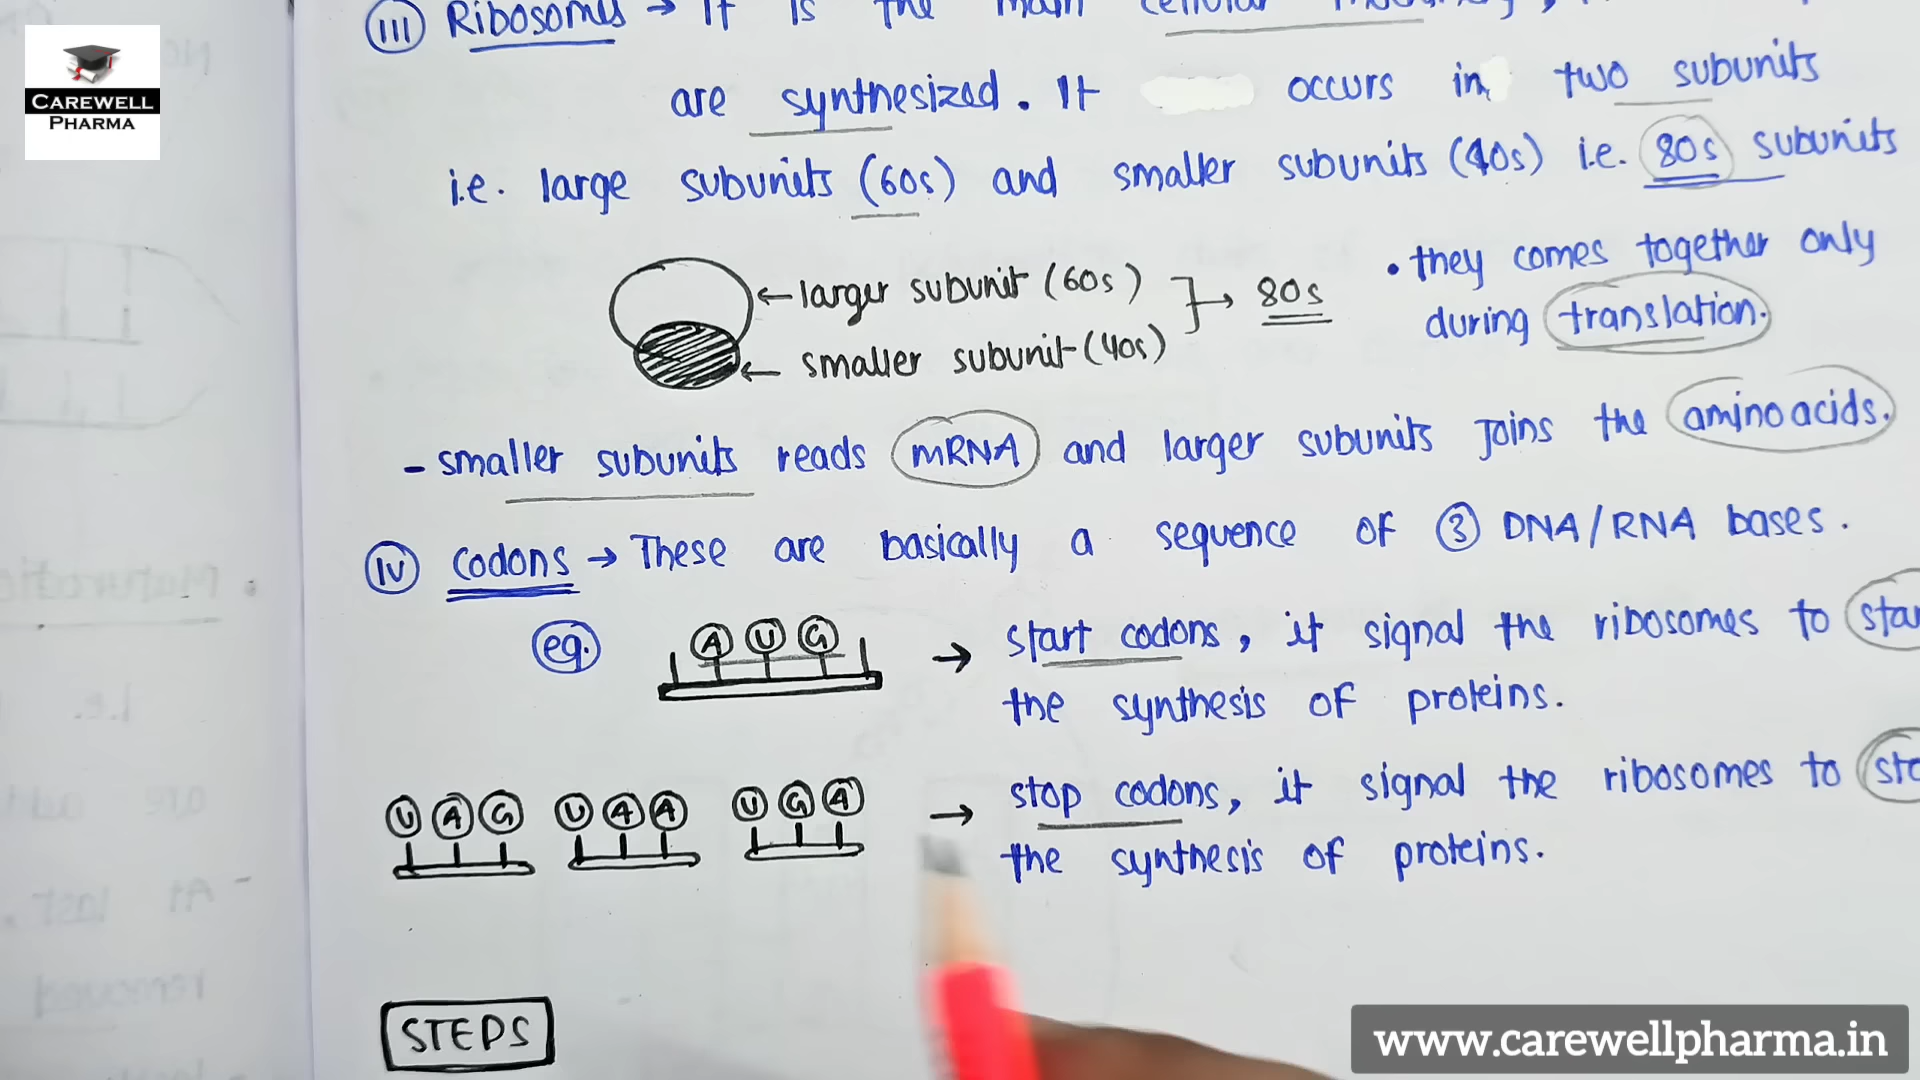 CAREWELL
PHARMA
(iii) Ribosomes → It is the main cellular
are synthesized. It occurs in two subunits
i.e. large subunits (60s) and smaller subunits (40s) i.e. 80s subunits
← larger subunit (60s) → 80s
← smaller subunit (40s)
• they comes together only
during translation.
- smaller subunits reads mRNA and larger subunits joins the aminoacids.
(iv) Codons → These are basically a sequence of 3 DNA/RNA bases.
eg. A U G → start codons, it signal the ribosomes to
the synthesis of proteins.
U A G U A A U G A → stop codons, it signal the ribosomes to
the synthesis of proteins.
STEPS
www.carewellpharma.in